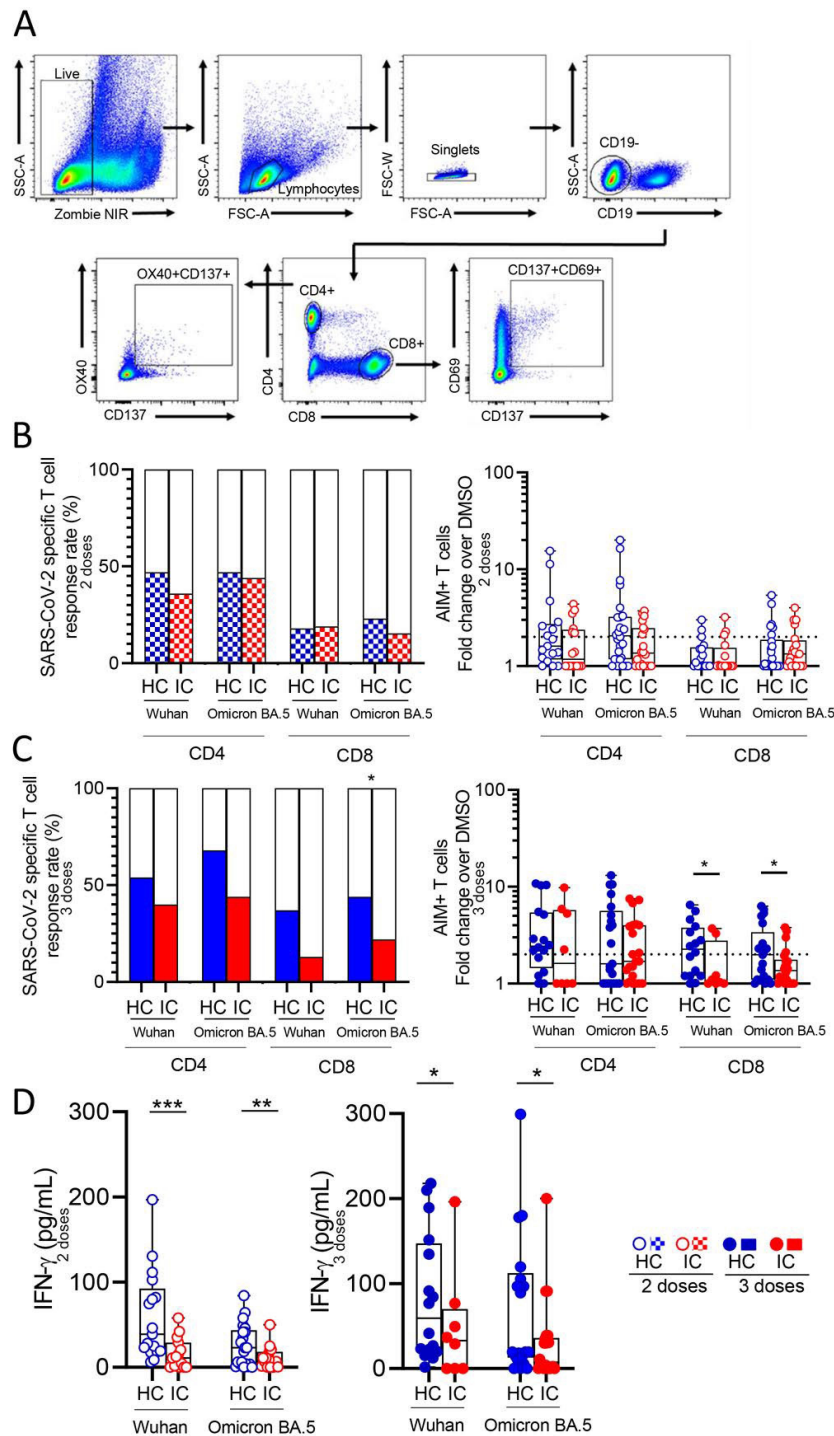 A
Live
SSC-A
Zombie NIR
SSC-A
Lymphocytes
FSC-A
FSC-W
Singlets
FSC-A
SSC-A
CD19-
CD19
OX40
OX40+CD137+
CD137
CD4
CD4+
CD8+
CD8
CD69
CD137+CD69+
CD137
B
SARS-CoV-2 specific T cell
response rate (%)
2 doses
100
50
0
HC IC HC IC HC IC HC IC
Wuhan Omicron BA.5 Wuhan Omicron BA.5
CD4 CD8
AIM+ T cells
Fold change over DMSO
2 doses
100
10
1
HC IC HC IC HC IC HC IC
Wuhan Omicron BA.5 Wuhan Omicron BA.5
CD4 CD8
C
SARS-CoV-2 specific T cell
response rate (%)
3 doses
100
50
0
*
HC IC HC IC HC IC HC IC
Wuhan Omicron BA.5 Wuhan Omicron BA.5
CD4 CD8
AIM+ T cells
Fold change over DMSO
3 doses
100
10
1
* *
HC IC HC IC HC IC HC IC
Wuhan Omicron BA.5 Wuhan Omicron BA.5
CD4 CD8
D
IFN-γ (pg/mL)
2 doses
300
200
100
0
*** **
HC IC HC IC
Wuhan Omicron BA.5
IFN-γ (pg/mL)
3 doses
300
200
100
0
* *
HC IC HC IC
Wuhan Omicron BA.5
HC IC HC IC
2 doses 3 doses